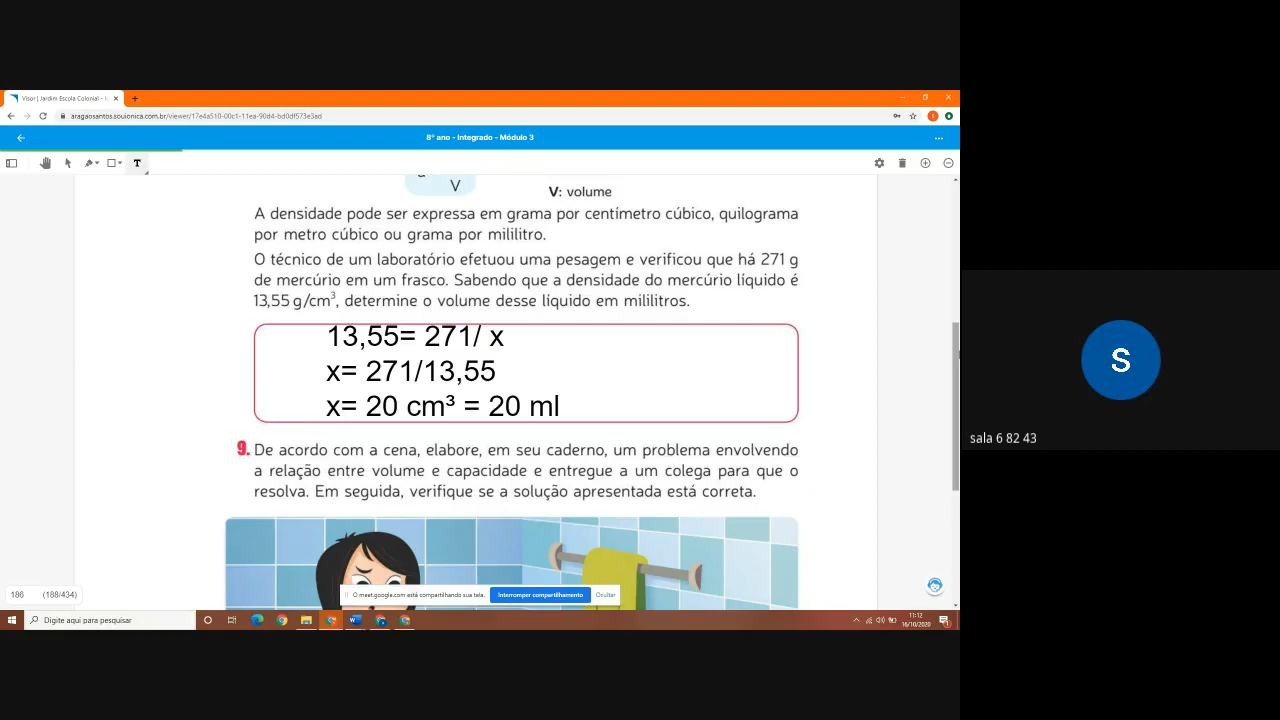 Visor | Jardim Escola Colonial - I
aragaosantos.souionica.com.br/viewer/17e4a510-00c1-11ea-90d4-bd0df573e3ad
8º ano - Integrado - Módulo 3
T
V
V: volume
A densidade pode ser expressa em grama por centímetro cúbico, quilograma
por metro cúbico ou grama por mililitro.
O técnico de um laboratório efetuou uma pesagem e verificou que há 271 g
de mercúrio em um frasco. Sabendo que a densidade do mercúrio líquido é
13,55 g/cm³, determine o volume desse líquido em mililitros.
13,55= 271/ x
x= 271/13,55
x= 20 cm³ = 20 ml
9. De acordo com a cena, elabore, em seu caderno, um problema envolvendo
a relação entre volume e capacidade e entregue a um colega para que o
resolva. Em seguida, verifique se a solução apresentada está correta.
186 (188/434)
O meet.google.com está compartilhando sua tela. Interromper compartilhamento Ocultar
Digite aqui para pesquisar
11:12
16/10/2020
S
sala 6 82 43